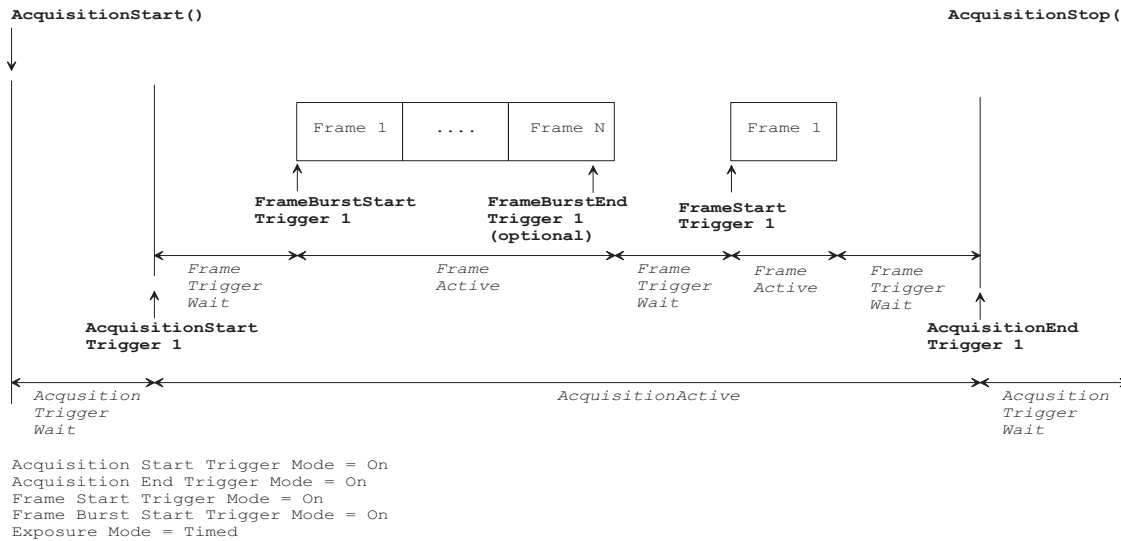 AcquisitionStart()
AcquisitionStop(
Frame 1
....
Frame N
Frame 1
FrameBurstStart
Trigger 1
FrameBurstEnd
Trigger 1
(optional)
FrameStart
Trigger 1
Frame
Trigger
Wait
Frame
Active
Frame
Trigger
Wait
Frame
Active
Frame
Trigger
Wait
AcquisitionStart
Trigger 1
AcquisitionEnd
Trigger 1
Acqusition
Trigger
Wait
AcquisitionActive
Acqusition
Trigger
Wait
Acquisition Start Trigger Mode = On
Acquisition End Trigger Mode = On
Frame Start Trigger Mode = On
Frame Burst Start Trigger Mode = On
Exposure Mode = Timed